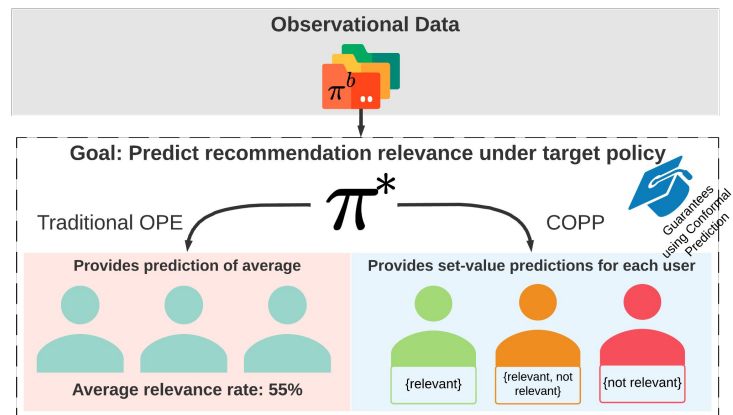 Observational Data
π^b
Goal: Predict recommendation relevance under target policy
π*
Guarantees
using Conformal
Prediction
Traditional OPE
COPP
Provides prediction of average
Provides set-value predictions for each user
{relevant}
{relevant, not
relevant}
{not relevant}
Average relevance rate: 55%